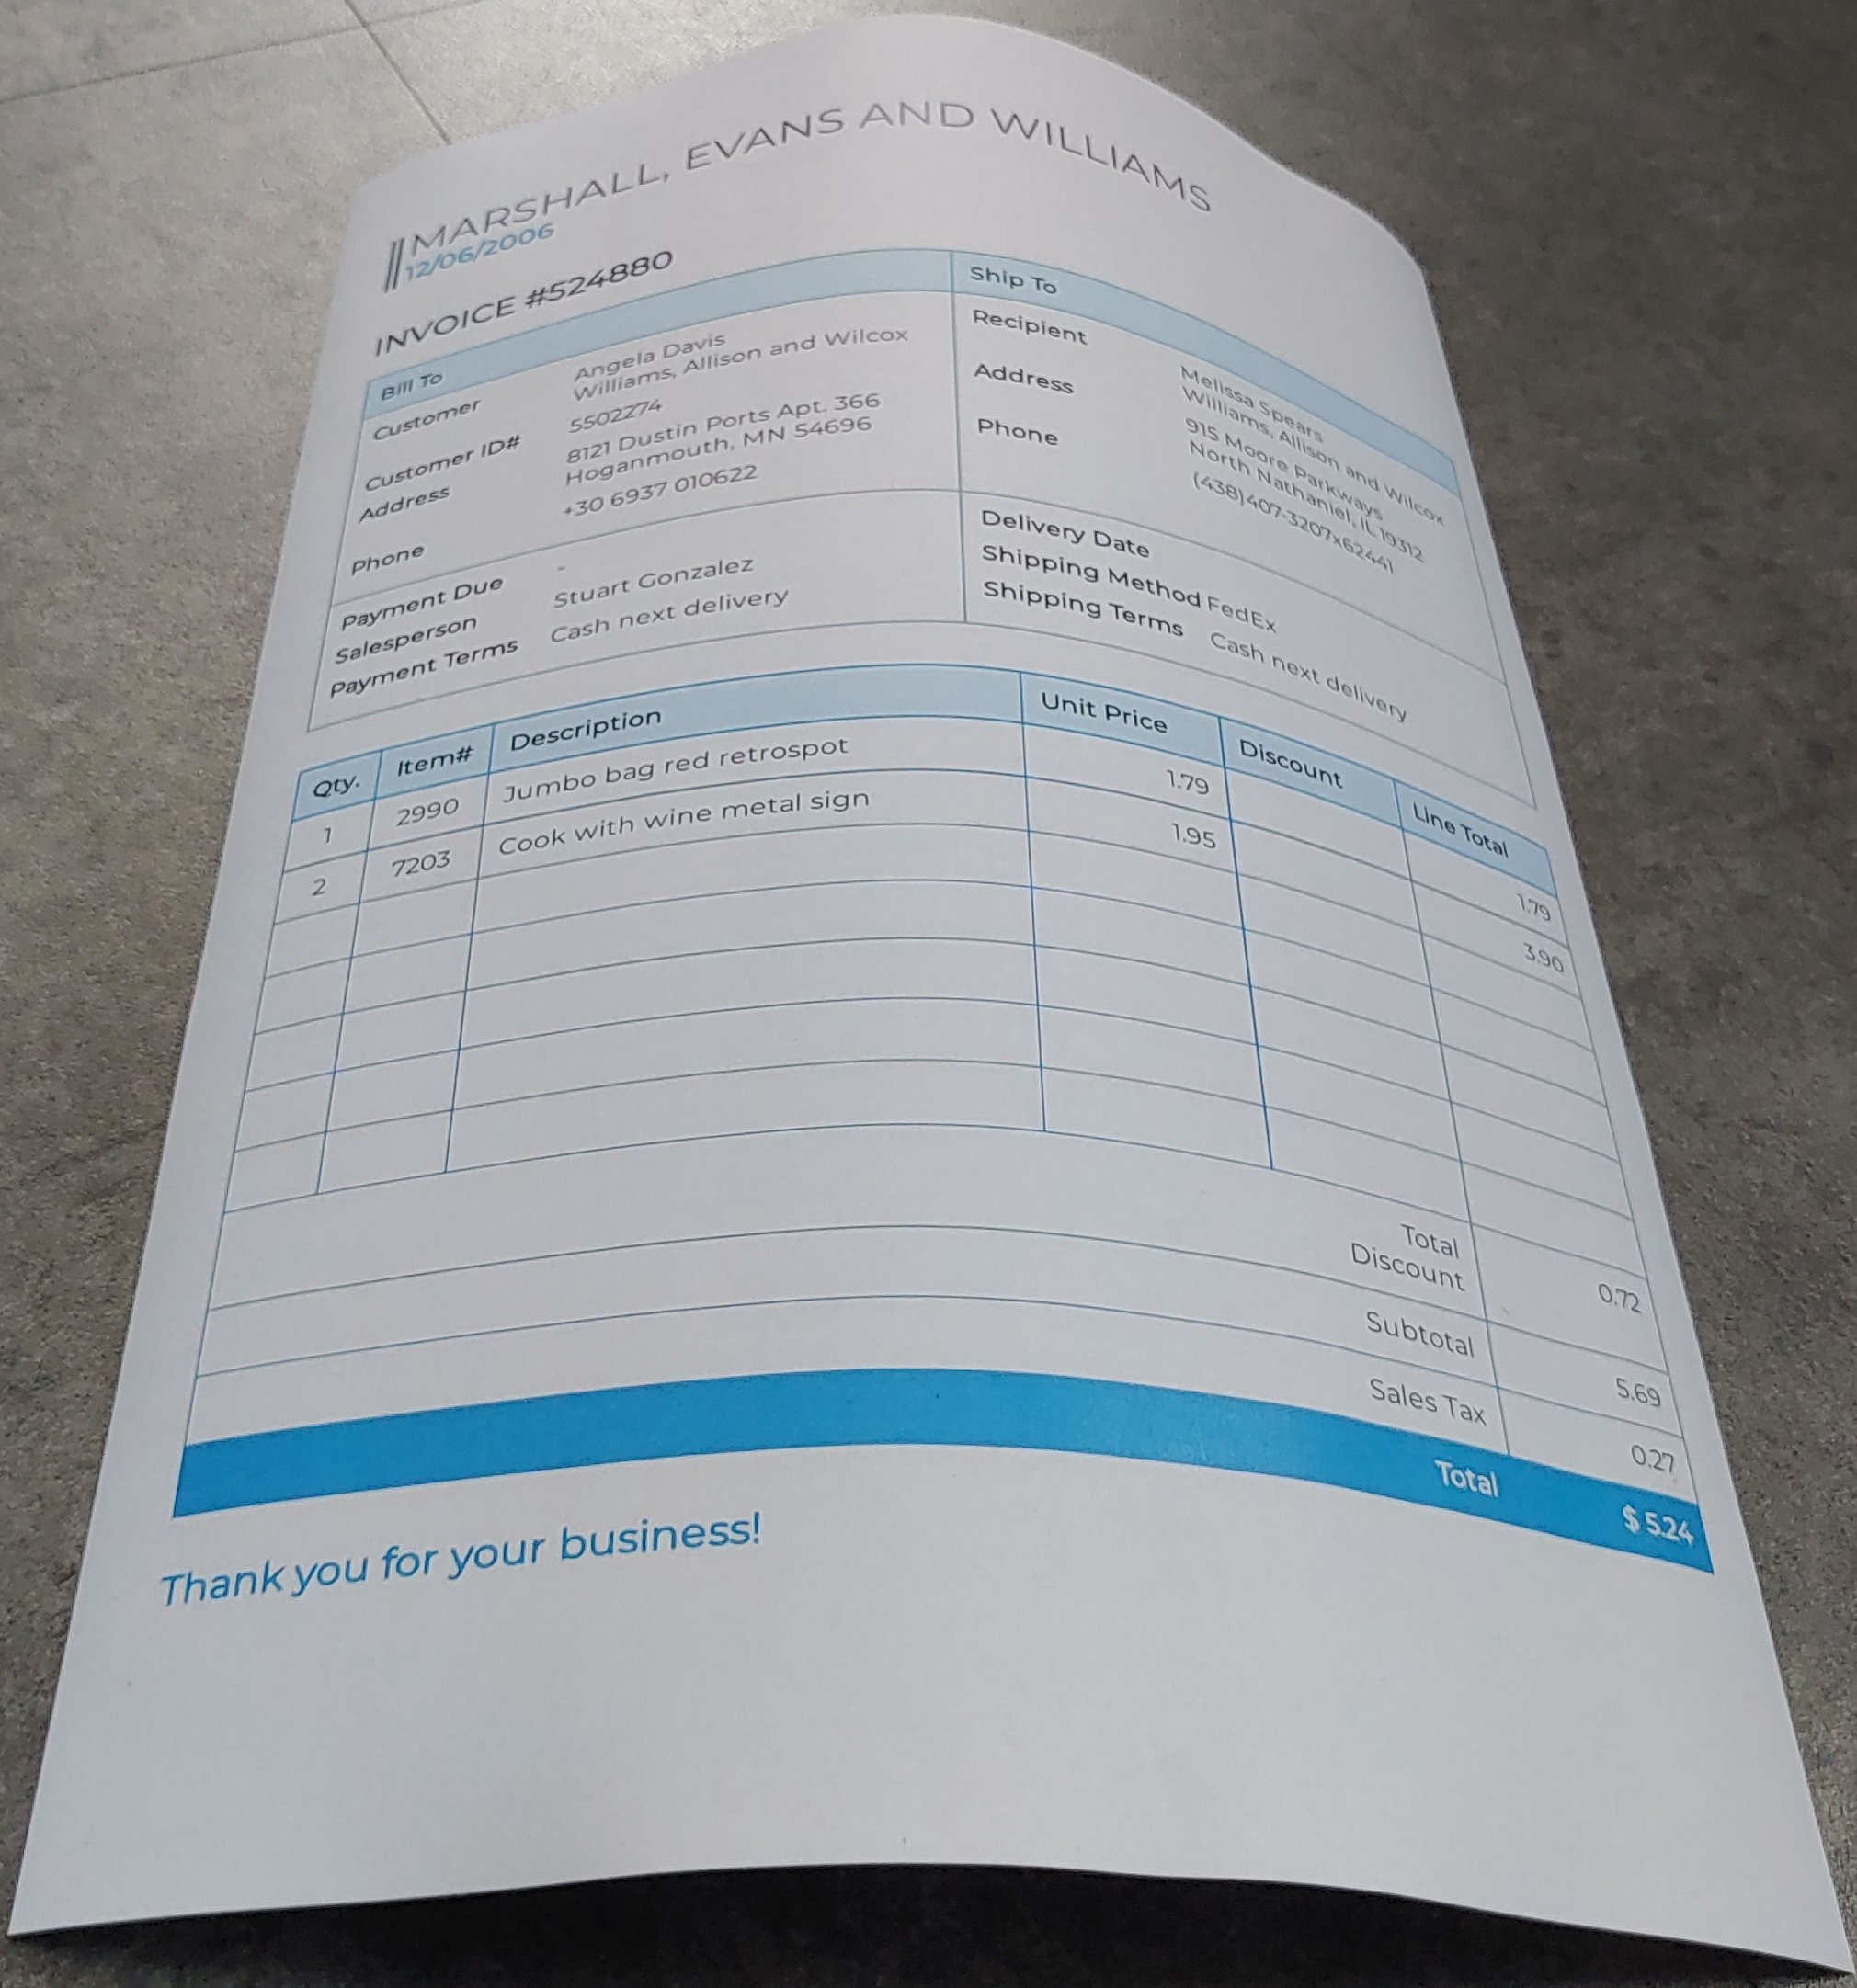 MARSHALL, EVANS AND WILLIAMS
12/06/2006
INVOICE #524880
Bill To
Customer Angela Davis
Williams, Allison and Wilcox
Customer ID# 5502274
Address 8121 Dustin Ports Apt. 366
Hoganmouth, MN 54696
Phone +30 6937 010622
Ship To
Recipient Melissa Spears
Williams, Allison and Wilcox
Address 915 Moore Parkways
North Nathaniel, IL 19312
Phone (438)407-3207x62441
Payment Due -
Salesperson Stuart Gonzalez
Payment Terms Cash next delivery
Delivery Date
Shipping Method FedEx
Shipping Terms Cash next delivery
Qty. Item# Description Unit Price Discount Line Total
1 2990 Jumbo bag red retrospot 1.79 1.79
2 7203 Cook with wine metal sign 1.95 3.90
Total
Discount 0.72
Subtotal 5.69
Sales Tax 0.27
Total $ 5.24
Thank you for your business!